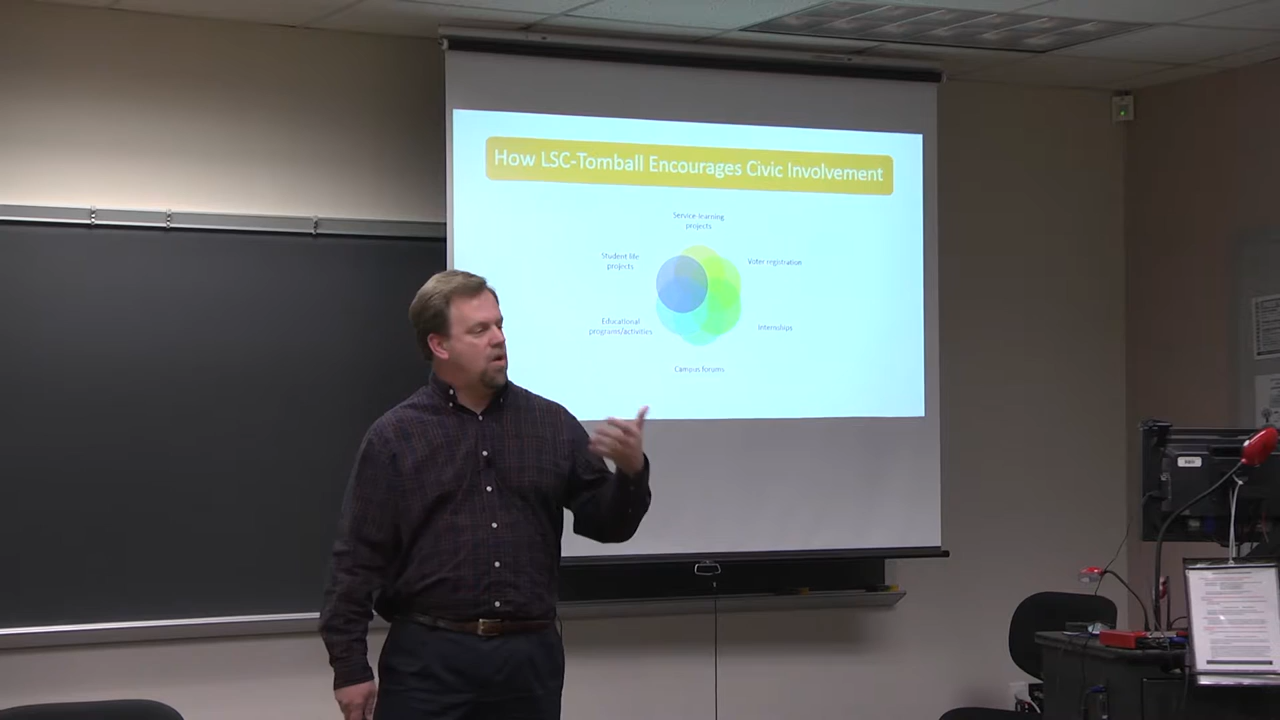 How LSC-Tomball Encourages Civic Involvement
Service-learning
projects
Student life
projects
Voter registration
Educational
programs/activities
Internships
Campus forums